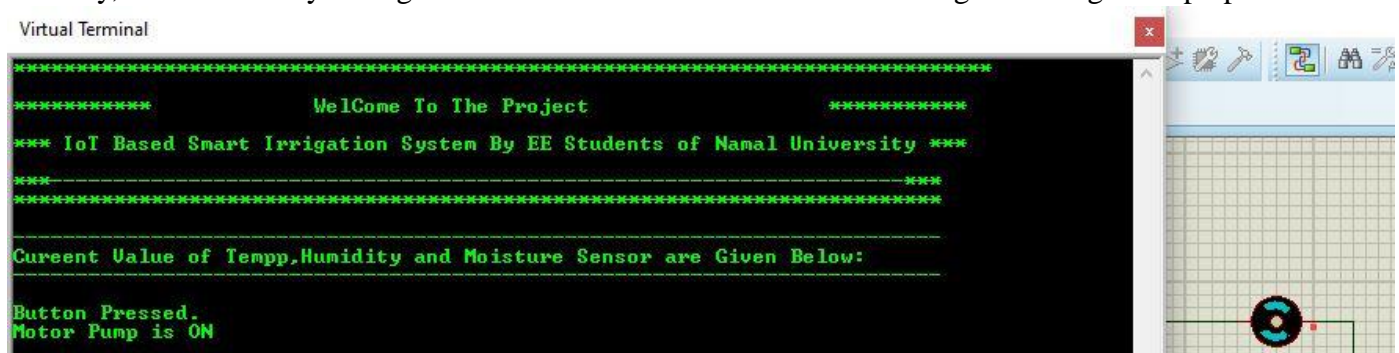 Virtual Terminal
x
********************************************************************************
*********** WelCome To The Project ***********
*** IoT Based Smart Irrigation System By EE Students of Namal University ***
***----------------------------------------------------------------------***
****************************************************************************
----------------------------------------------------------------------------
Cureent Value of Tempp,Humidity and Moisture Sensor are Given Below:
----------------------------------------------------------------------------
Button Pressed.
Motor Pump is ON